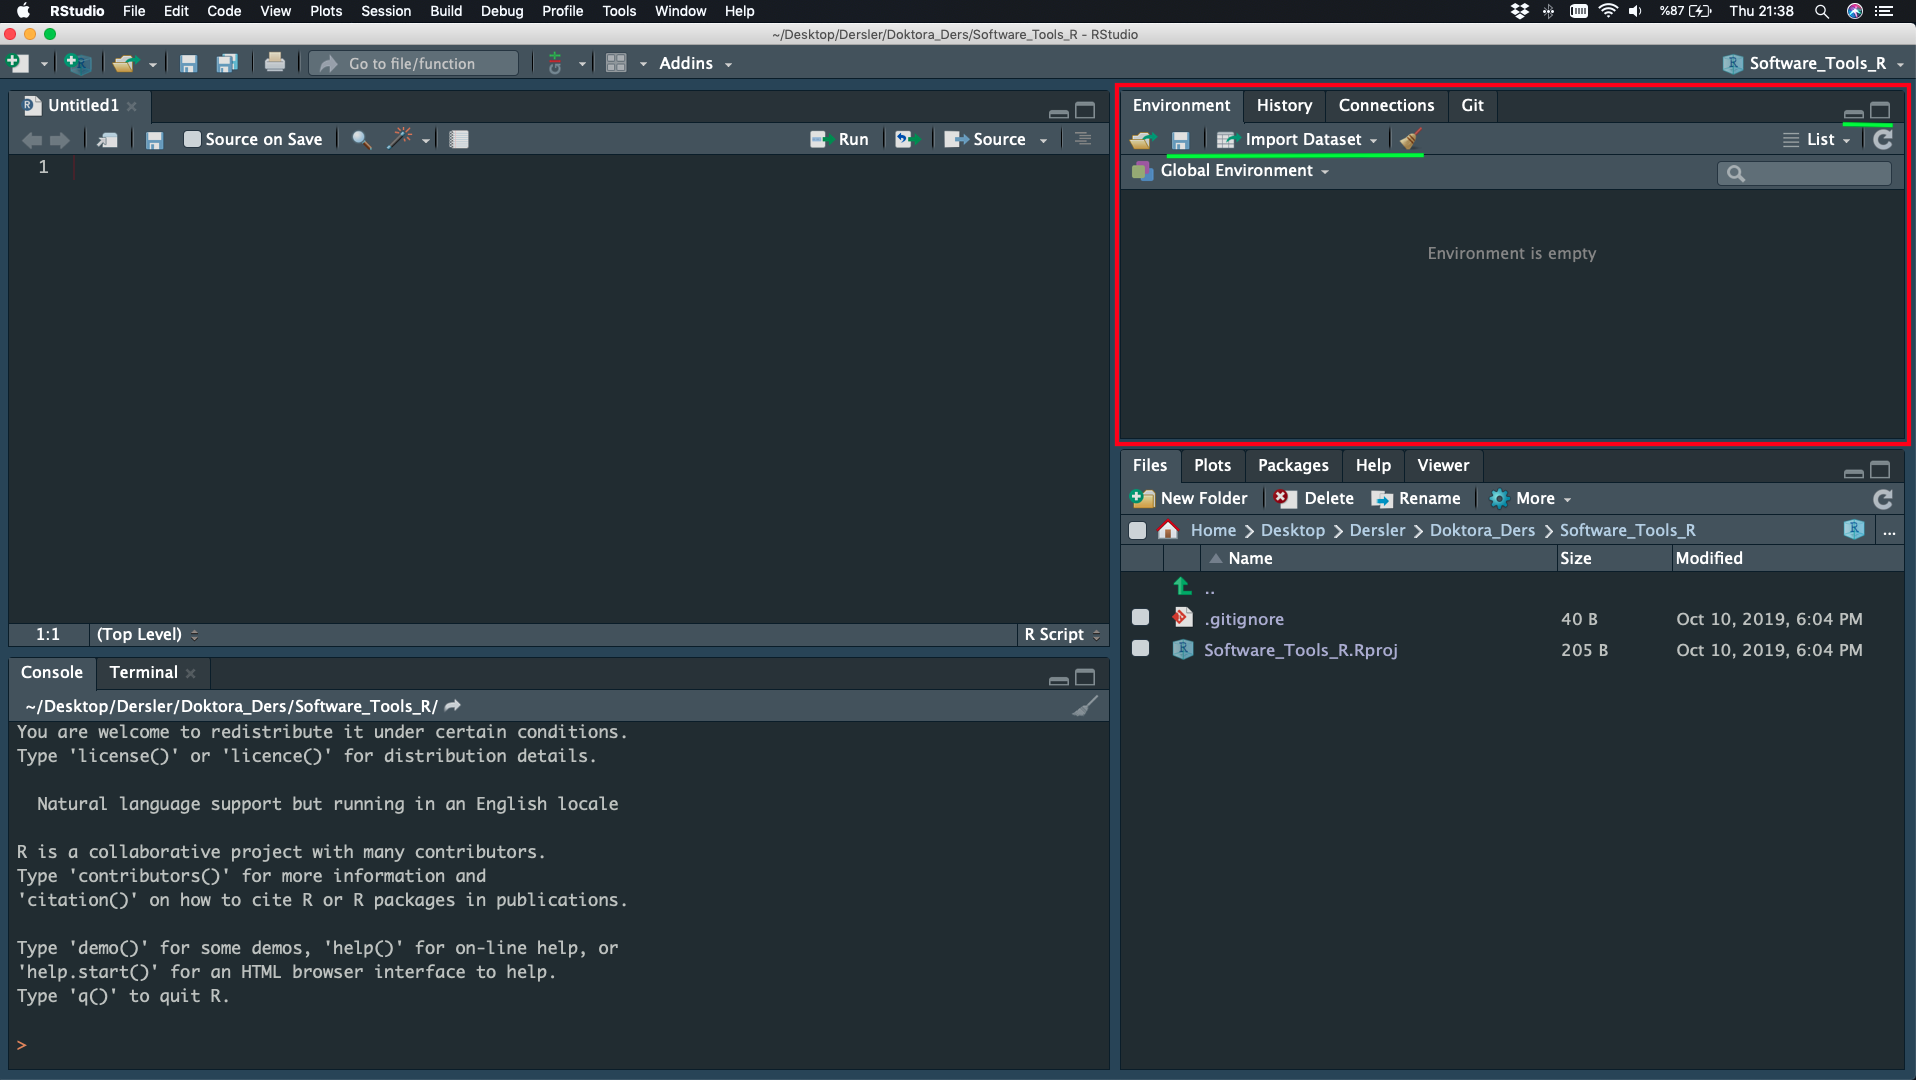 RStudio File Edit Code View Plots Session Build Debug Profile Tools Window Help %87 Thu 21:38
~/Desktop/Dersler/Doktora_Ders/Software_Tools_R - RStudio
Go to file/function Addins Software_Tools_R
Untitled1
Source on Save Run Source
1
1:1 (Top Level) R Script
Console Terminal
~/Desktop/Dersler/Doktora_Ders/Software_Tools_R/
You are welcome to redistribute it under certain conditions.
Type 'license()' or 'licence()' for distribution details.
Natural language support but running in an English locale
R is a collaborative project with many contributors.
Type 'contributors()' for more information and
'citation()' on how to cite R or R packages in publications.
Type 'demo()' for some demos, 'help()' for on-line help, or
'help.start()' for an HTML browser interface to help.
Type 'q()' to quit R.
>
Environment History Connections Git
Import Dataset List
Global Environment
Environment is empty
Files Plots Packages Help Viewer
New Folder Delete Rename More
Home Desktop Dersler Doktora_Ders Software_Tools_R ...
Name Size Modified
..
.gitignore 40 B Oct 10, 2019, 6:04 PM
Software_Tools_R.Rproj 205 B Oct 10, 2019, 6:04 PM